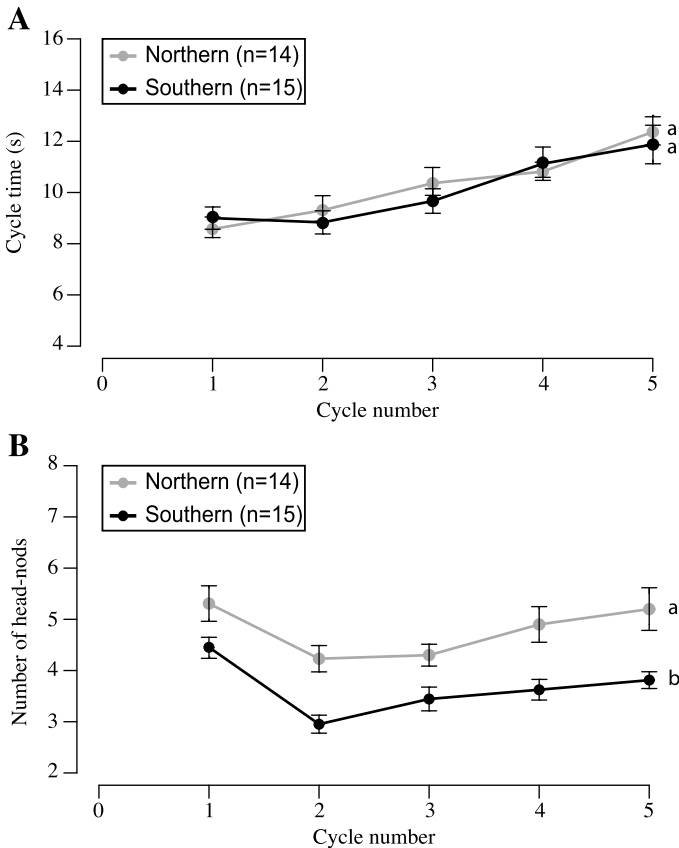 A
16
14
12
10
8
6
4
Cycle time (s)
Northern (n=14)
Southern (n=15)
a
a
0 1 2 3 4 5
Cycle number
B
8
7
6
5
4
3
2
Number of head-nods
Northern (n=14)
Southern (n=15)
a
b
0 1 2 3 4 5
Cycle number